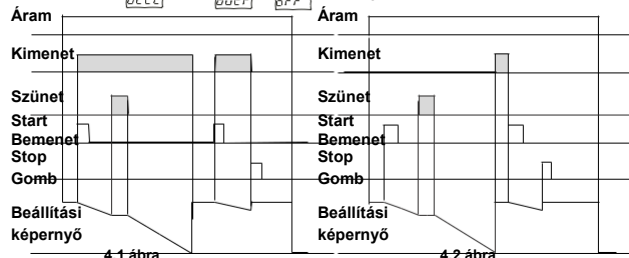 Áram
Kimenet
Szünet
Start
Bemenet
Stop
Gomb
Beállítási
képernyő
4.1 ábra
Áram
Kimenet
Szünet
Start
Bemenet
Stop
Gomb
Beállítási
képernyő
4.2 ábra